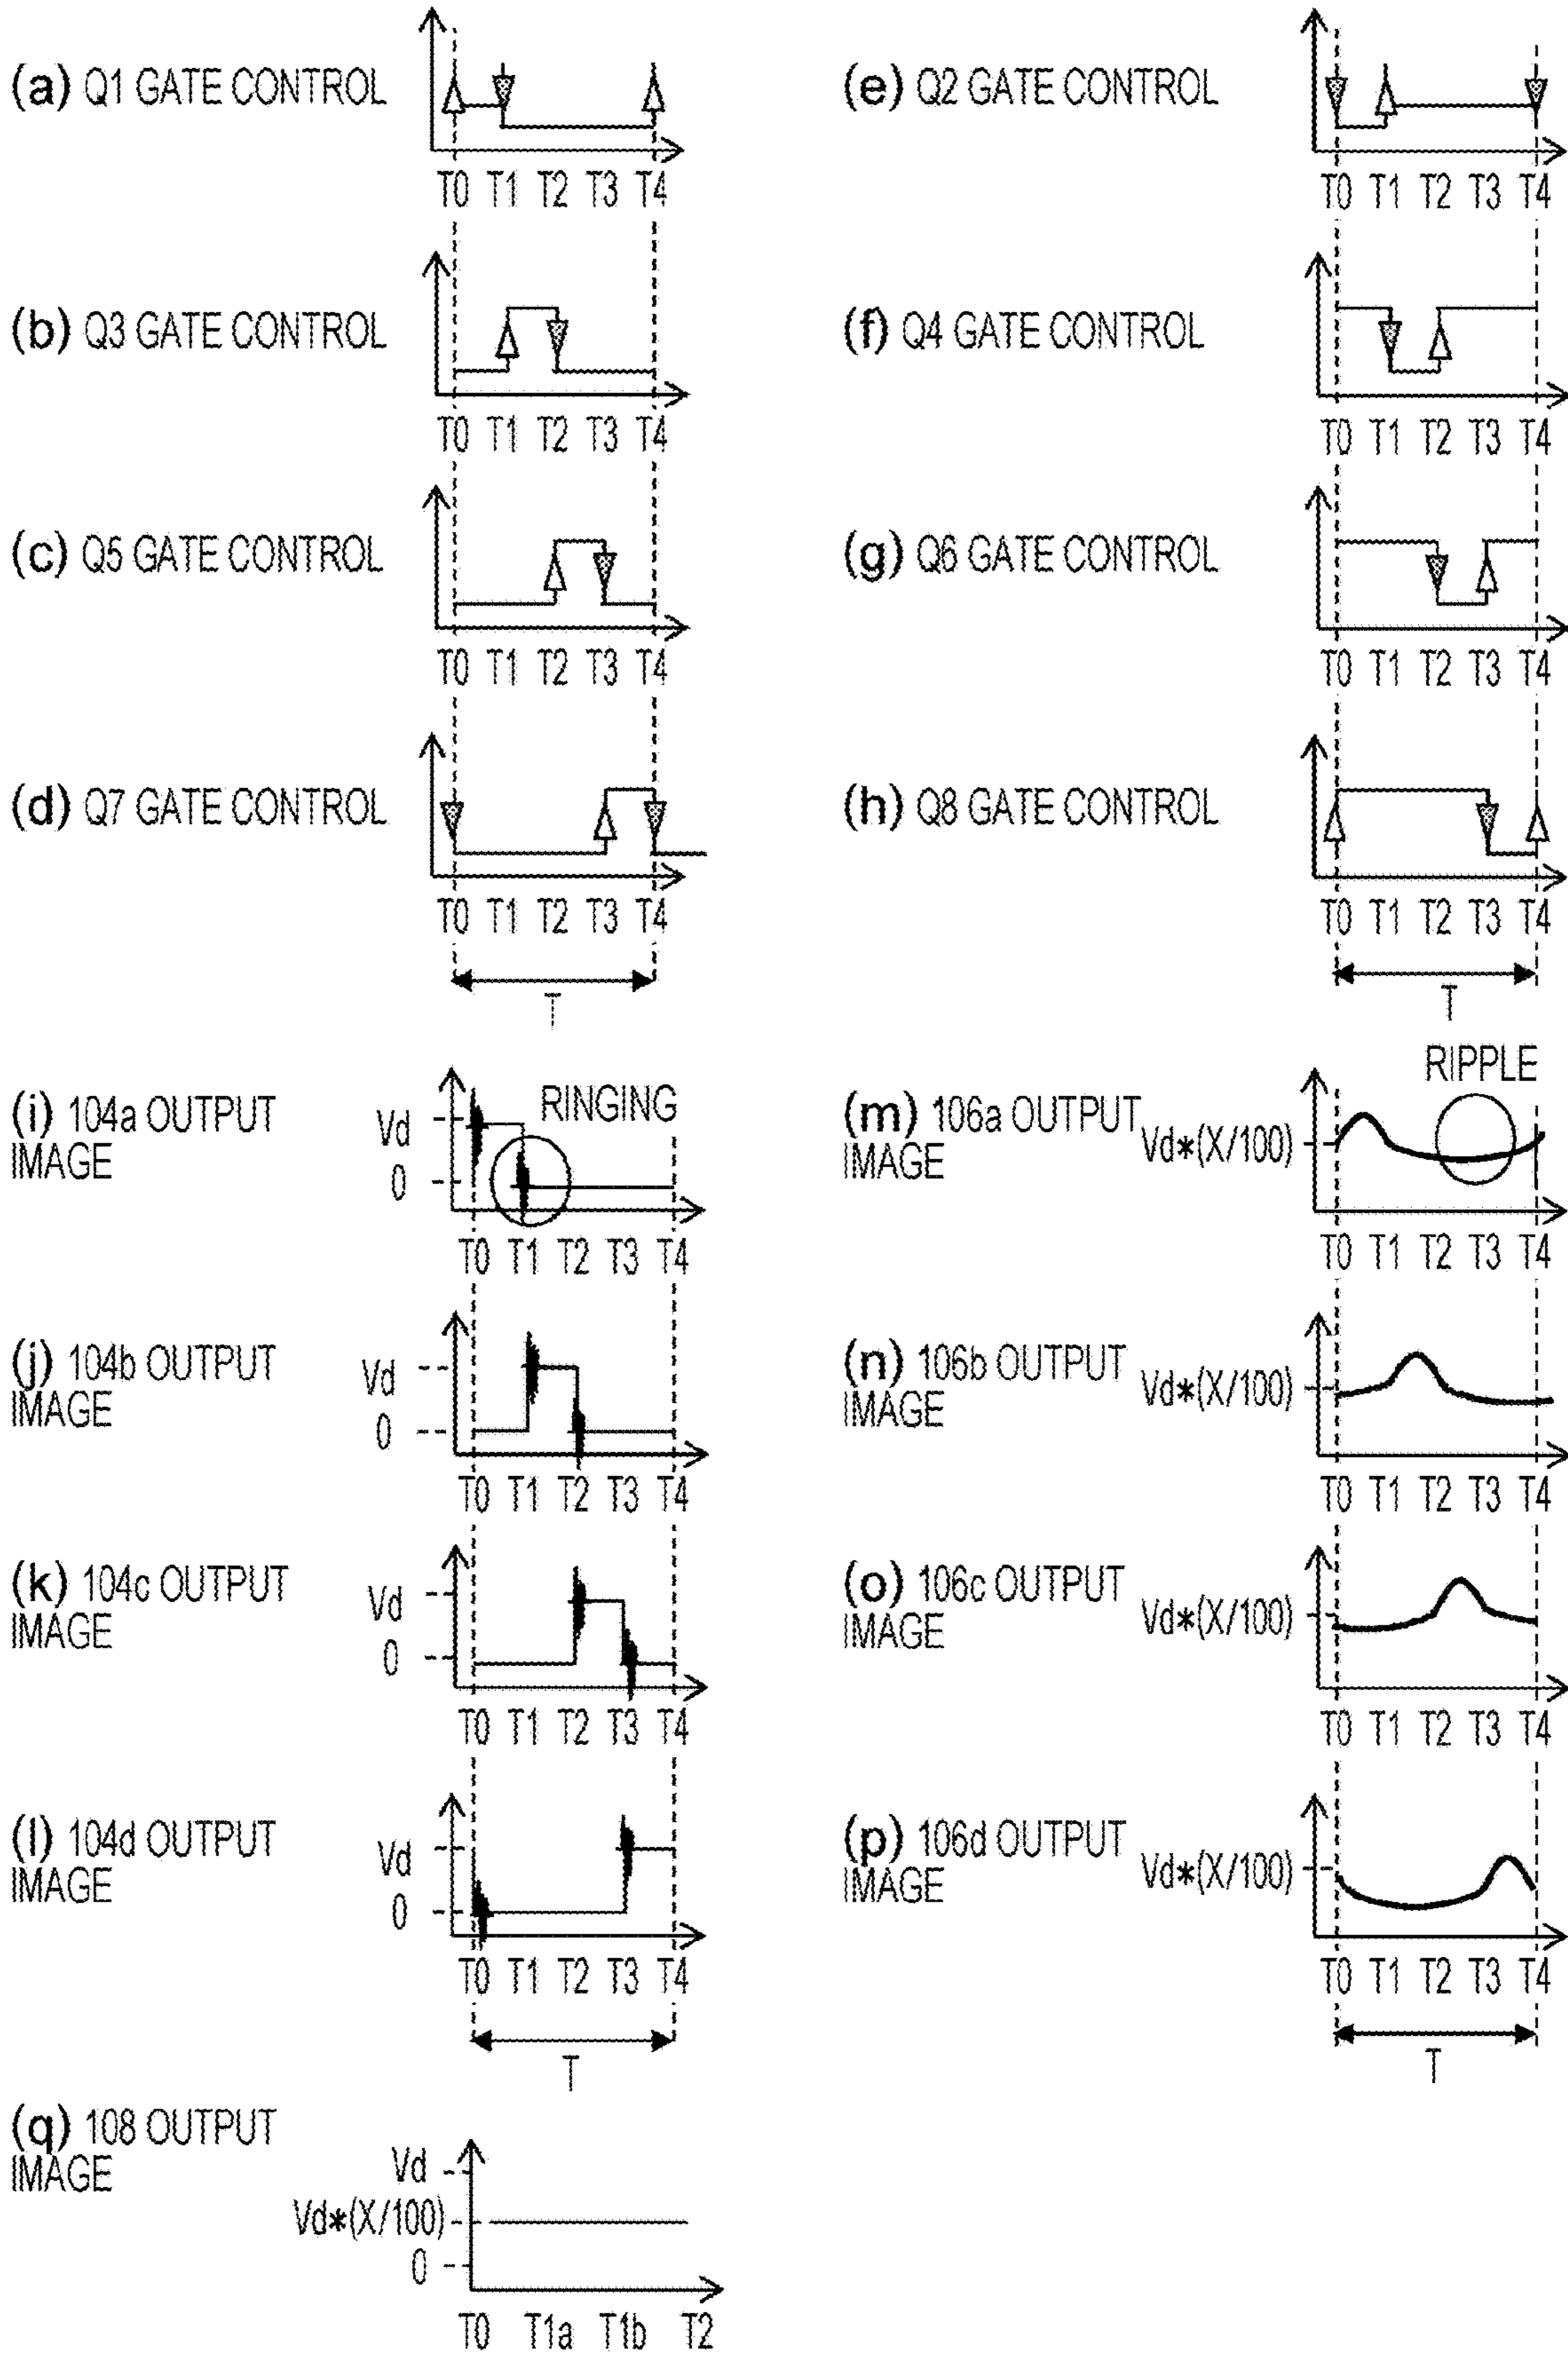 (a) Q1 GATE CONTROL
T0 T1 T2 T3 T4
(e) Q2 GATE CONTROL
T0 T1 T2 T3 T4
(b) Q3 GATE CONTROL
T0 T1 T2 T3 T4
(f) Q4 GATE CONTROL
T0 T1 T2 T3 T4
(c) Q5 GATE CONTROL
T0 T1 T2 T3 T4
(g) Q6 GATE CONTROL
T0 T1 T2 T3 T4
(d) Q7 GATE CONTROL
T0 T1 T2 T3 T4
T
(h) Q8 GATE CONTROL
T0 T1 T2 T3 T4
T
(i) 104a OUTPUT
IMAGE
Vd
0
RINGING
T0 T1 T2 T3 T4
(m) 106a OUTPUT
IMAGE
Vd*(X/100)
RIPPLE
T0 T1 T2 T3 T4
(j) 104b OUTPUT
IMAGE
Vd
0
T0 T1 T2 T3 T4
(n) 106b OUTPUT
IMAGE
Vd*(X/100)
T0 T1 T2 T3 T4
(k) 104c OUTPUT
IMAGE
Vd
0
T0 T1 T2 T3 T4
(o) 106c OUTPUT
IMAGE
Vd*(X/100)
T0 T1 T2 T3 T4
(l) 104d OUTPUT
IMAGE
Vd
0
T0 T1 T2 T3 T4
T
(p) 106d OUTPUT
IMAGE
Vd*(X/100)
T0 T1 T2 T3 T4
T
(q) 108 OUTPUT
IMAGE
Vd
Vd*(X/100)
0
T0 T1a T1b T2